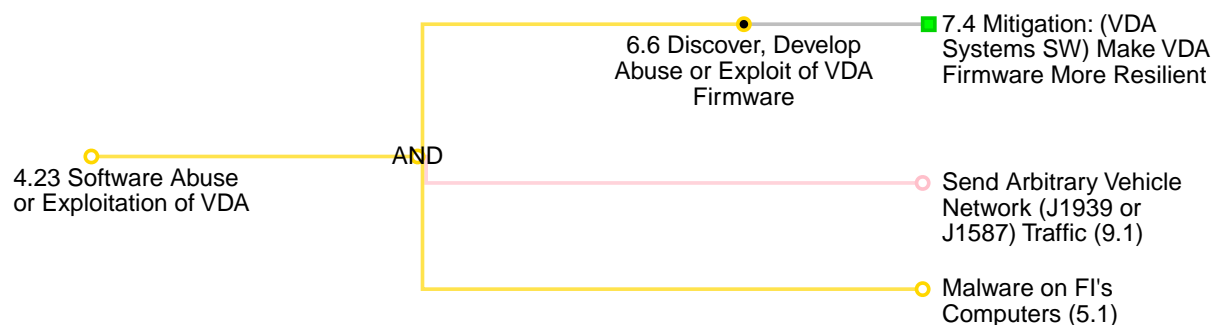 6.6 Discover, Develop
Abuse or Exploit of VDA
Firmware
7.4 Mitigation: (VDA
Systems SW) Make VDA
Firmware More Resilient
4.23 Software Abuse
or Exploitation of VDA
AND
Send Arbitrary Vehicle
Network (J1939 or
J1587) Traffic (9.1)
Malware on FI's
Computers (5.1)